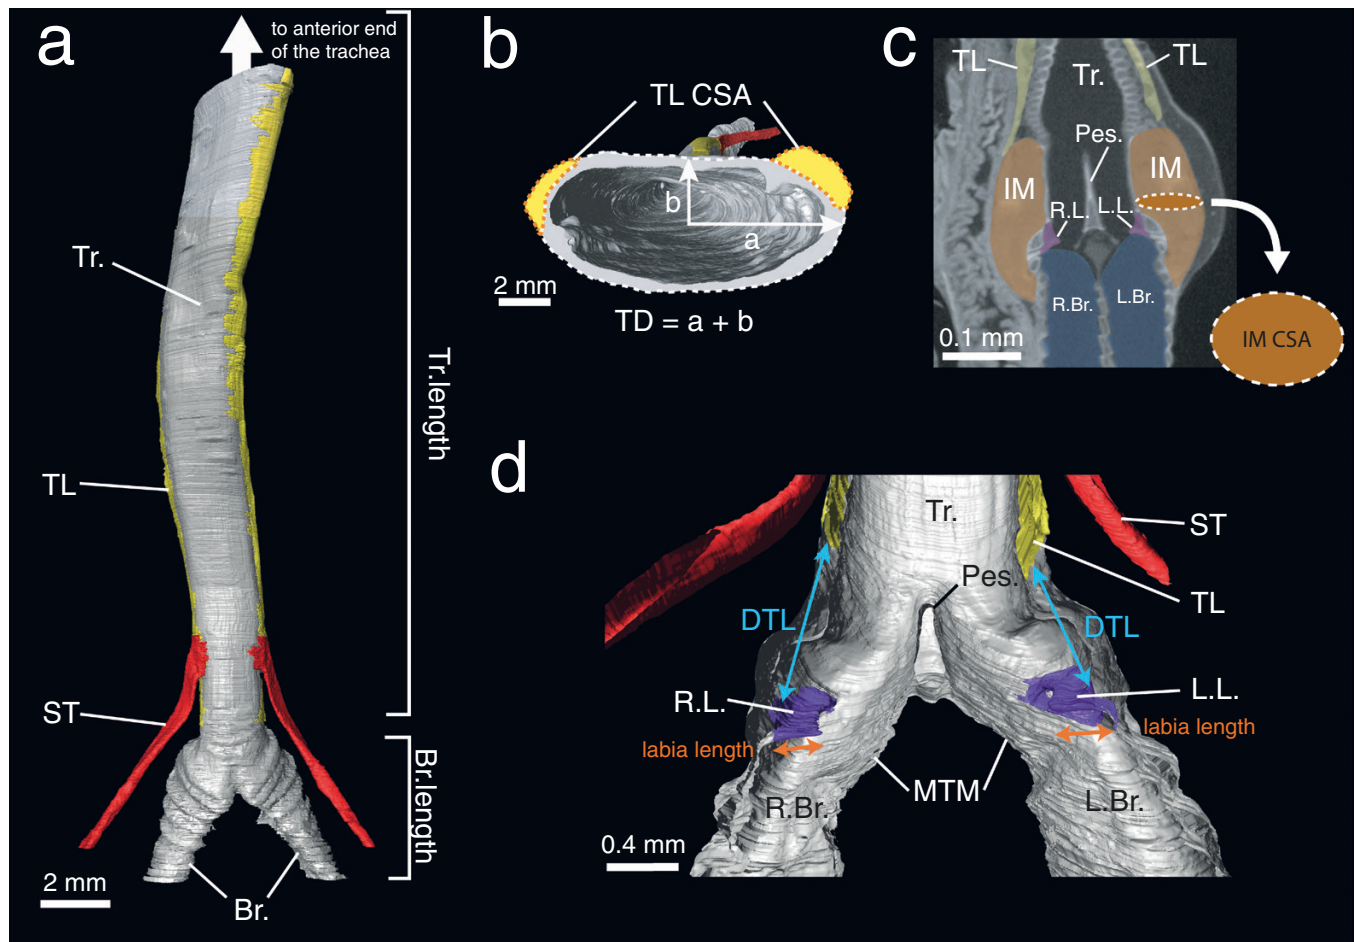 a
to anterior end
of the trachea
Tr.
TL
ST
Br.
2 mm
Tr.length
Br.length
b
TL CSA
b
a
2 mm
TD = a + b
c
TL
Tr.
TL
Pes.
IM
IM
R.L.
L.L.
R.Br.
L.Br.
0.1 mm
IM CSA
d
Tr.
ST
Pes.
TL
DTL
DTL
R.L.
L.L.
labia length
labia length
MTM
R.Br.
L.Br.
0.4 mm